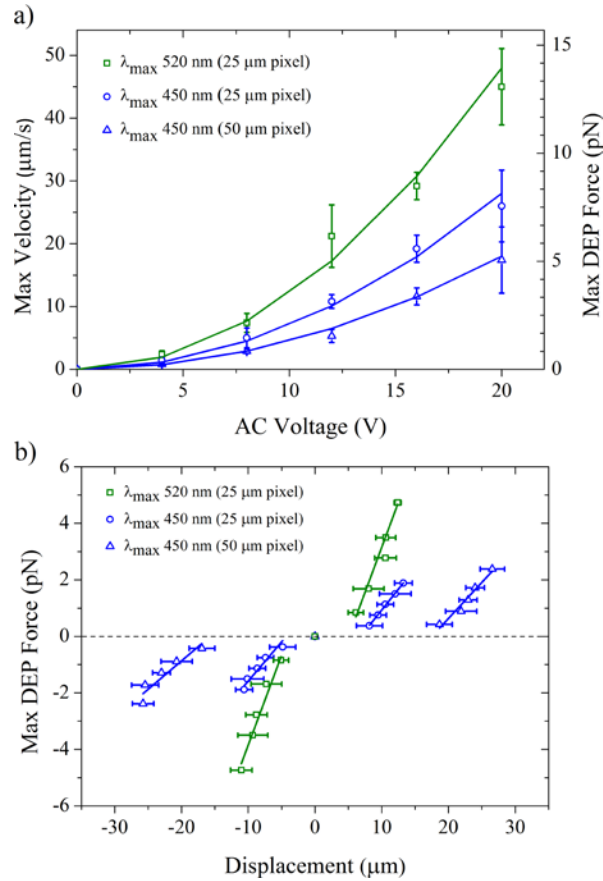 a)
50
40
30
20
10
0
Max Velocity (μm/s)
λmax 520 nm (25 μm pixel)
λmax 450 nm (25 μm pixel)
λmax 450 nm (50 μm pixel)
15
10
5
0
Max DEP Force (pN)
0 5 10 15 20
AC Voltage (V)
b)
6
4
2
0
-2
-4
-6
Max DEP Force (pN)
λmax 520 nm (25 μm pixel)
λmax 450 nm (25 μm pixel)
λmax 450 nm (50 μm pixel)
-30 -20 -10 0 10 20 30
Displacement (μm)